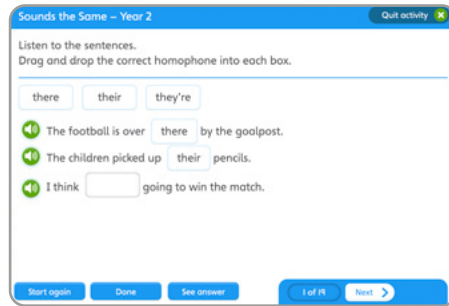 Sounds the Same – Year 2
Quit activity
Listen to the sentences.
Drag and drop the correct homophone into each box.
there their they're
The football is over there by the goalpost.
The children picked up their pencils.
I think going to win the match.
Start again Done See answer 1 of 19 Next